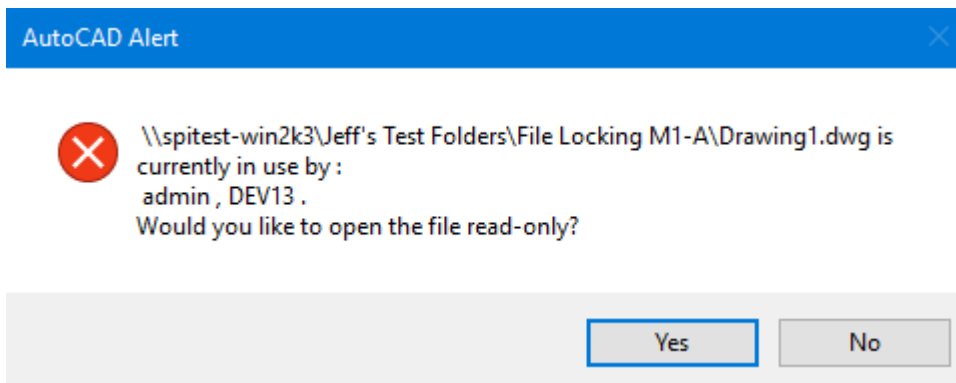 AutoCAD Alert
\\spitest-win2k3\Jeff's Test Folders\File Locking M1-A\Drawing1.dwg is
currently in use by :
admin , DEV13 .
Would you like to open the file read-only?
Yes No